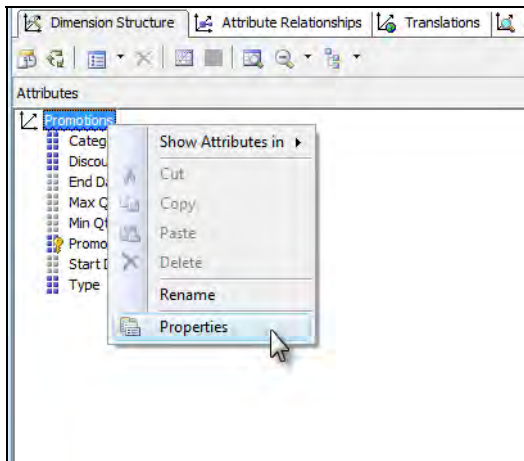 Dimension Structure Attribute Relationships Translations
Attributes
Promotions
Categ
Discou
End Da
Max Q
Min Qt
Promo
Start D
Type
Show Attributes in
Cut
Copy
Paste
Delete
Rename
Properties